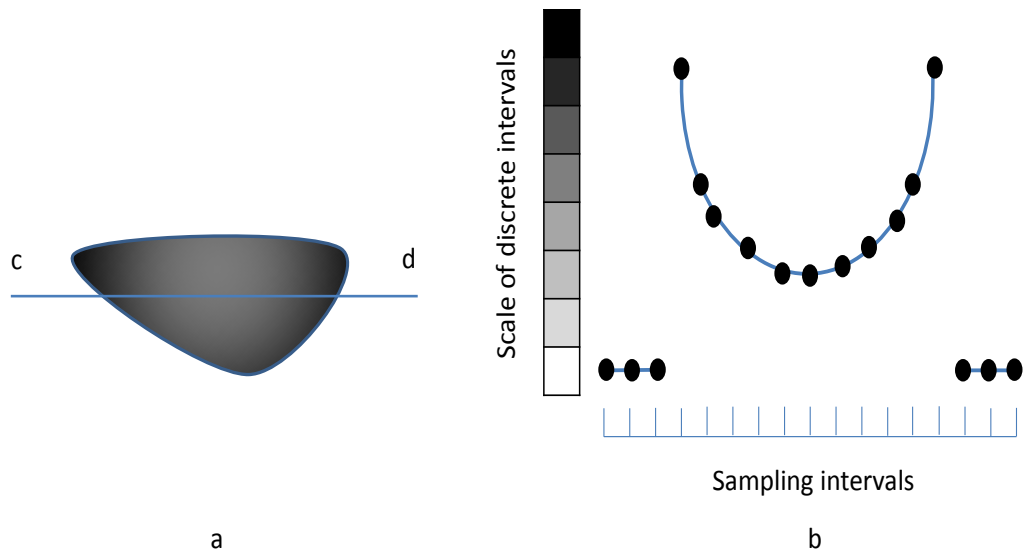 c
d
a
Scale of discrete intervals
Sampling intervals
b